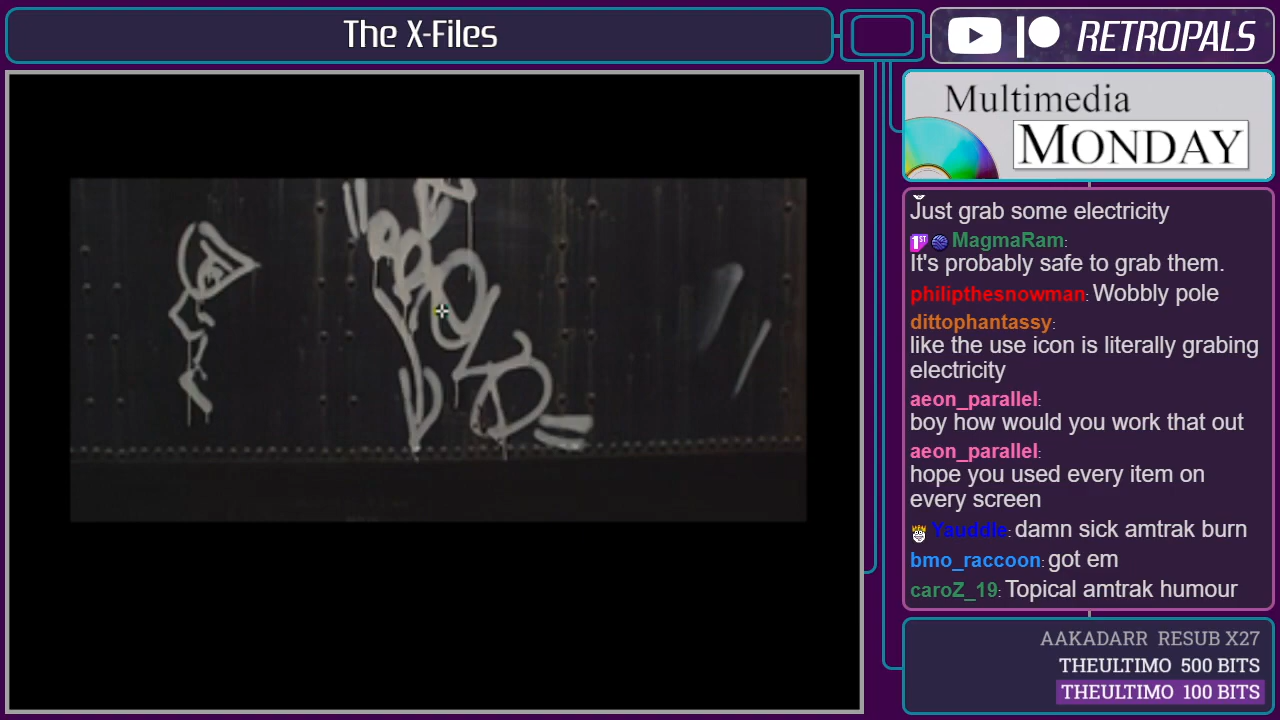 The X-Files
RETROPALS
Multimedia
MONDAY
Just grab some electricity
1ST MagmaRam:
It's probably safe to grab them.
philipthesnowman: Wobbly pole
dittophantassy:
like the use icon is literally grabing
electricity
aeon_parallel:
boy how would you work that out
aeon_parallel:
hope you used every item on
every screen
Yauddle: damn sick amtrak burn
bmo_raccoon: got em
caroZ_19: Topical amtrak humour
AAKADARR RESUB X27
THEULTIMO 500 BITS
THEULTIMO 100 BITS